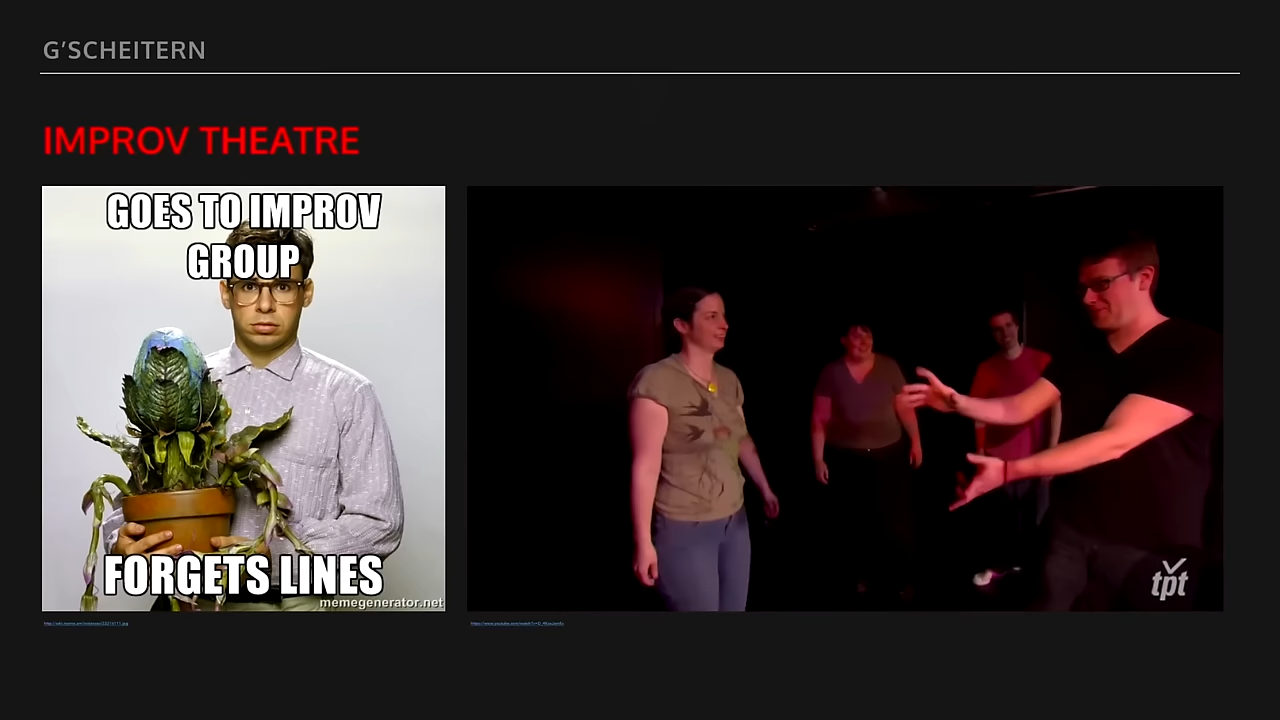 G'SCHEITERN
IMPROV THEATRE
GOES TO IMPROV
GROUP
FORGETS LINES
memegenerator.net
tpt